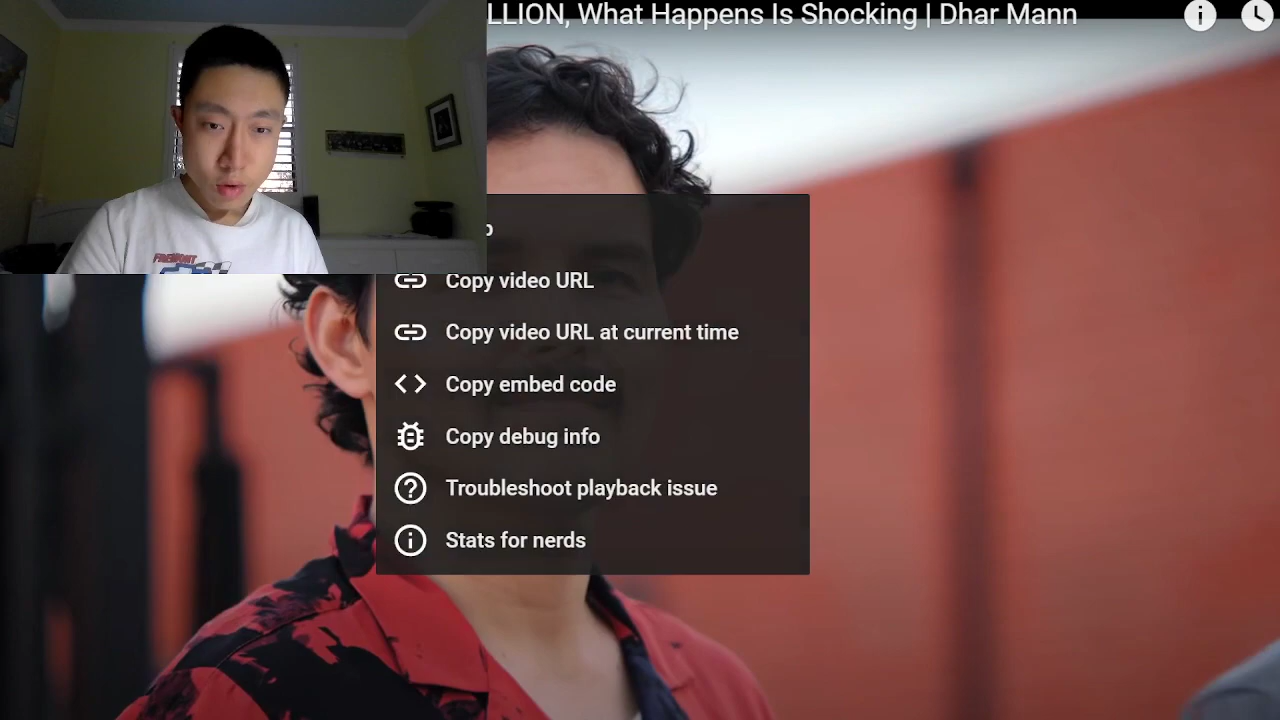 LLION, What Happens Is Shocking | Dhar Mann
p
Copy video URL
Copy video URL at current time
Copy embed code
Copy debug info
Troubleshoot playback issue
Stats for nerds
FREMONT